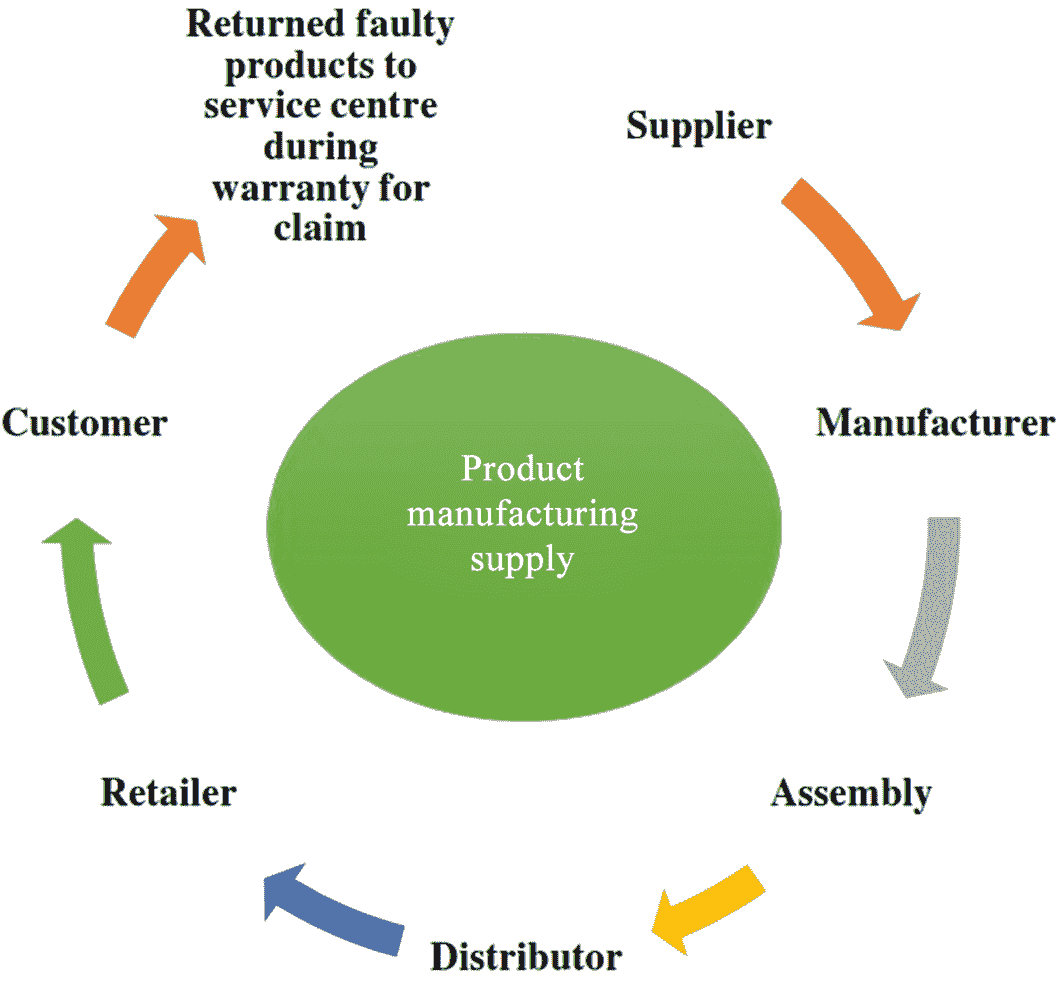 Returned faulty
products to
service centre
during
warranty for
claim
Supplier
Manufacturer
Assembly
Distributor
Retailer
Customer
Product
manufacturing
supply